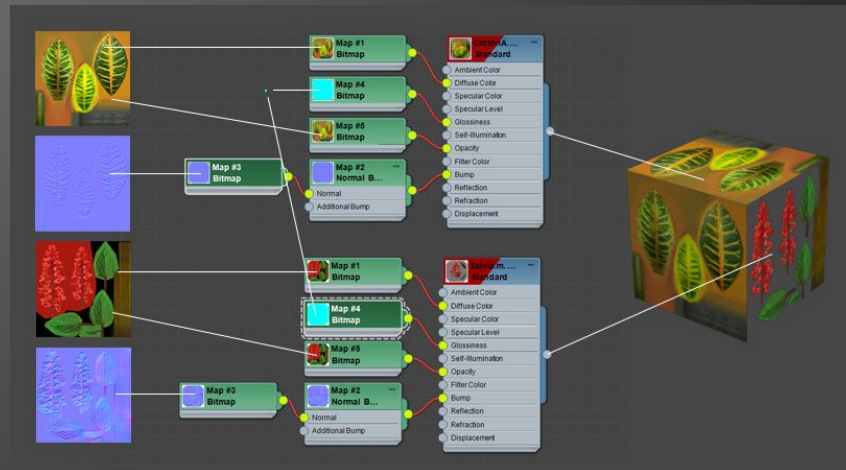 Map #1
Bitmap
Map #4
Bitmap
Map #5
Bitmap
Map #3
Bitmap
Map #2
Normal B...
Normal
Additional Bump
Standard
Ambient Color
Diffuse Color
Specular Color
Specular Level
Glossiness
Self-Illumination
Opacity
Filter Color
Bump
Reflection
Refraction
Displacement
Map #1
Bitmap
Map #4
Bitmap
Map #5
Bitmap
Map #3
Bitmap
Map #2
Normal B...
Normal
Additional Bump
Standard
Ambient Color
Diffuse Color
Specular Color
Specular Level
Glossiness
Self-Illumination
Opacity
Filter Color
Bump
Reflection
Refraction
Displacement